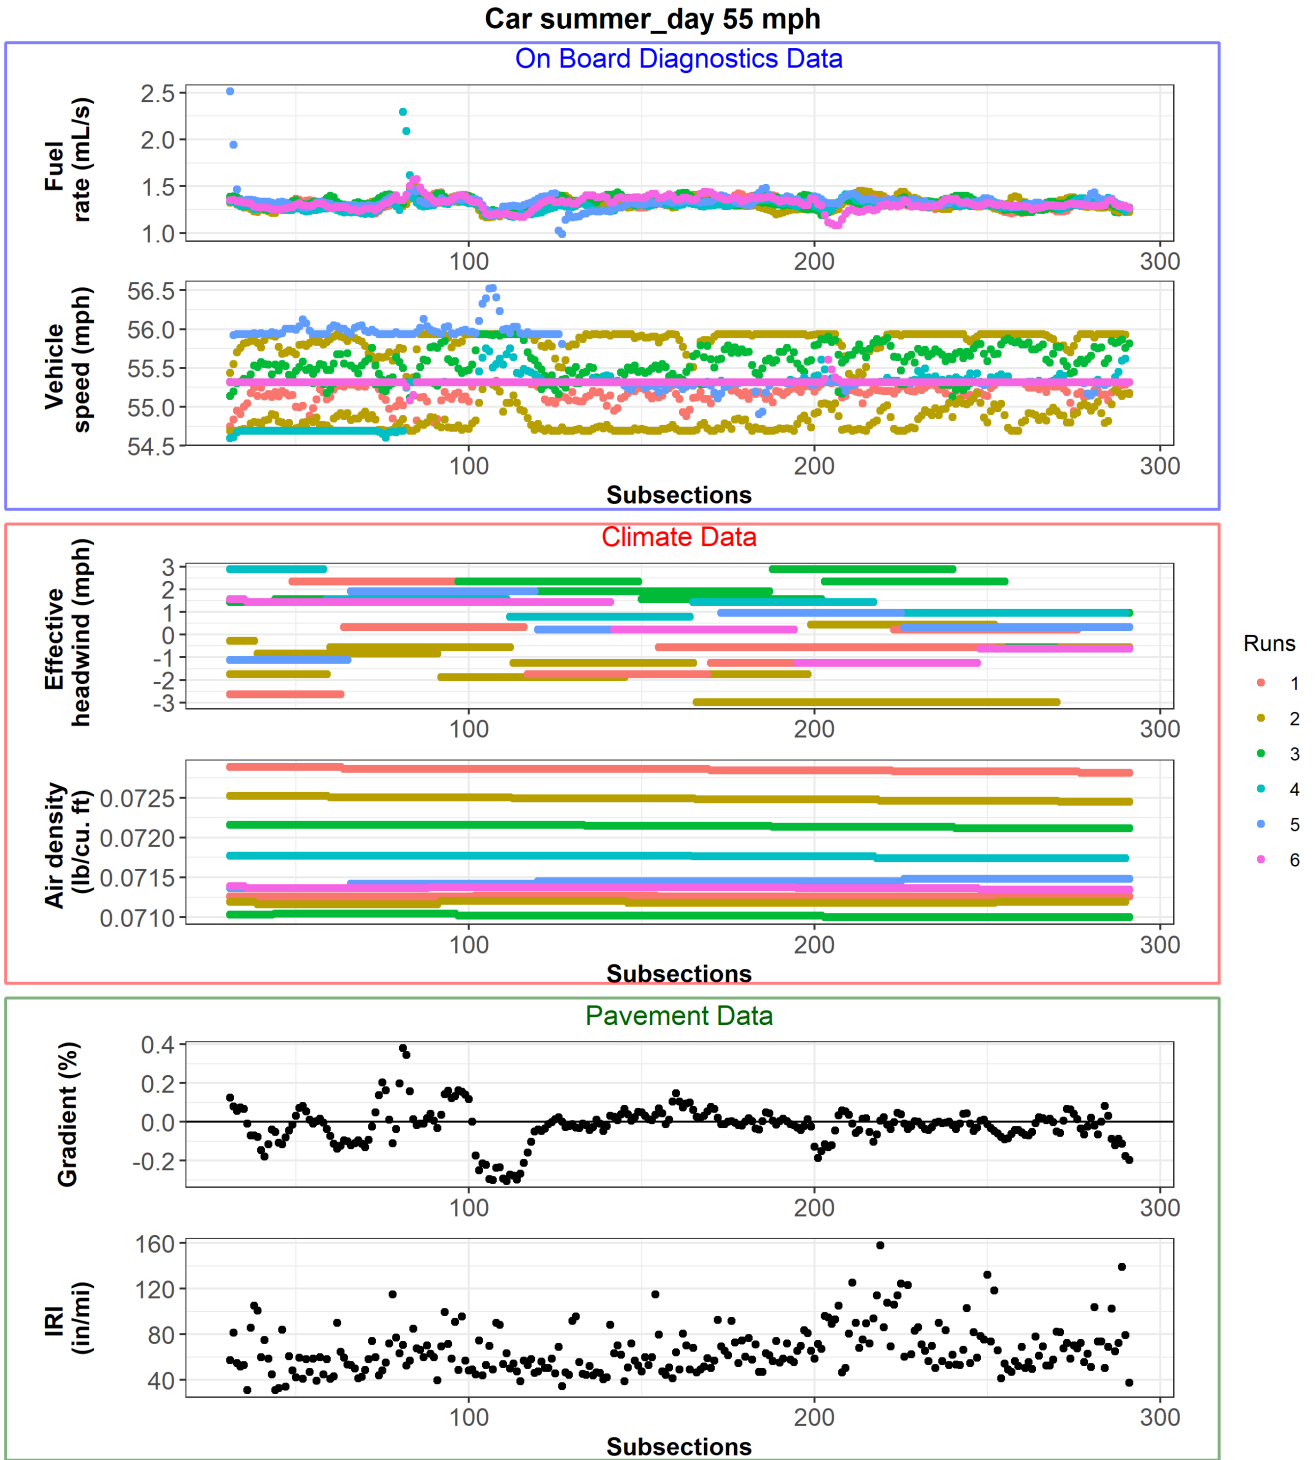 Car summer_day 55 mph
On Board Diagnostics Data
Fuel
rate (mL/s)
2.5
2.0
1.5
1.0
100
200
300
Vehicle
speed (mph)
56.5
56.0
55.5
55.0
54.5
100
200
300
Subsections
Climate Data
Effective
headwind (mph)
3
2
1
0
-1
-2
-3
100
200
300
Air density
(lb/cu. ft)
0.0725
0.0720
0.0715
0.0710
100
200
300
Subsections
Pavement Data
Gradient (%)
0.4
0.2
0.0
-0.2
100
200
300
IRI
(in/mi)
160
120
80
40
100
200
300
Subsections
Runs
1
2
3
4
5
6